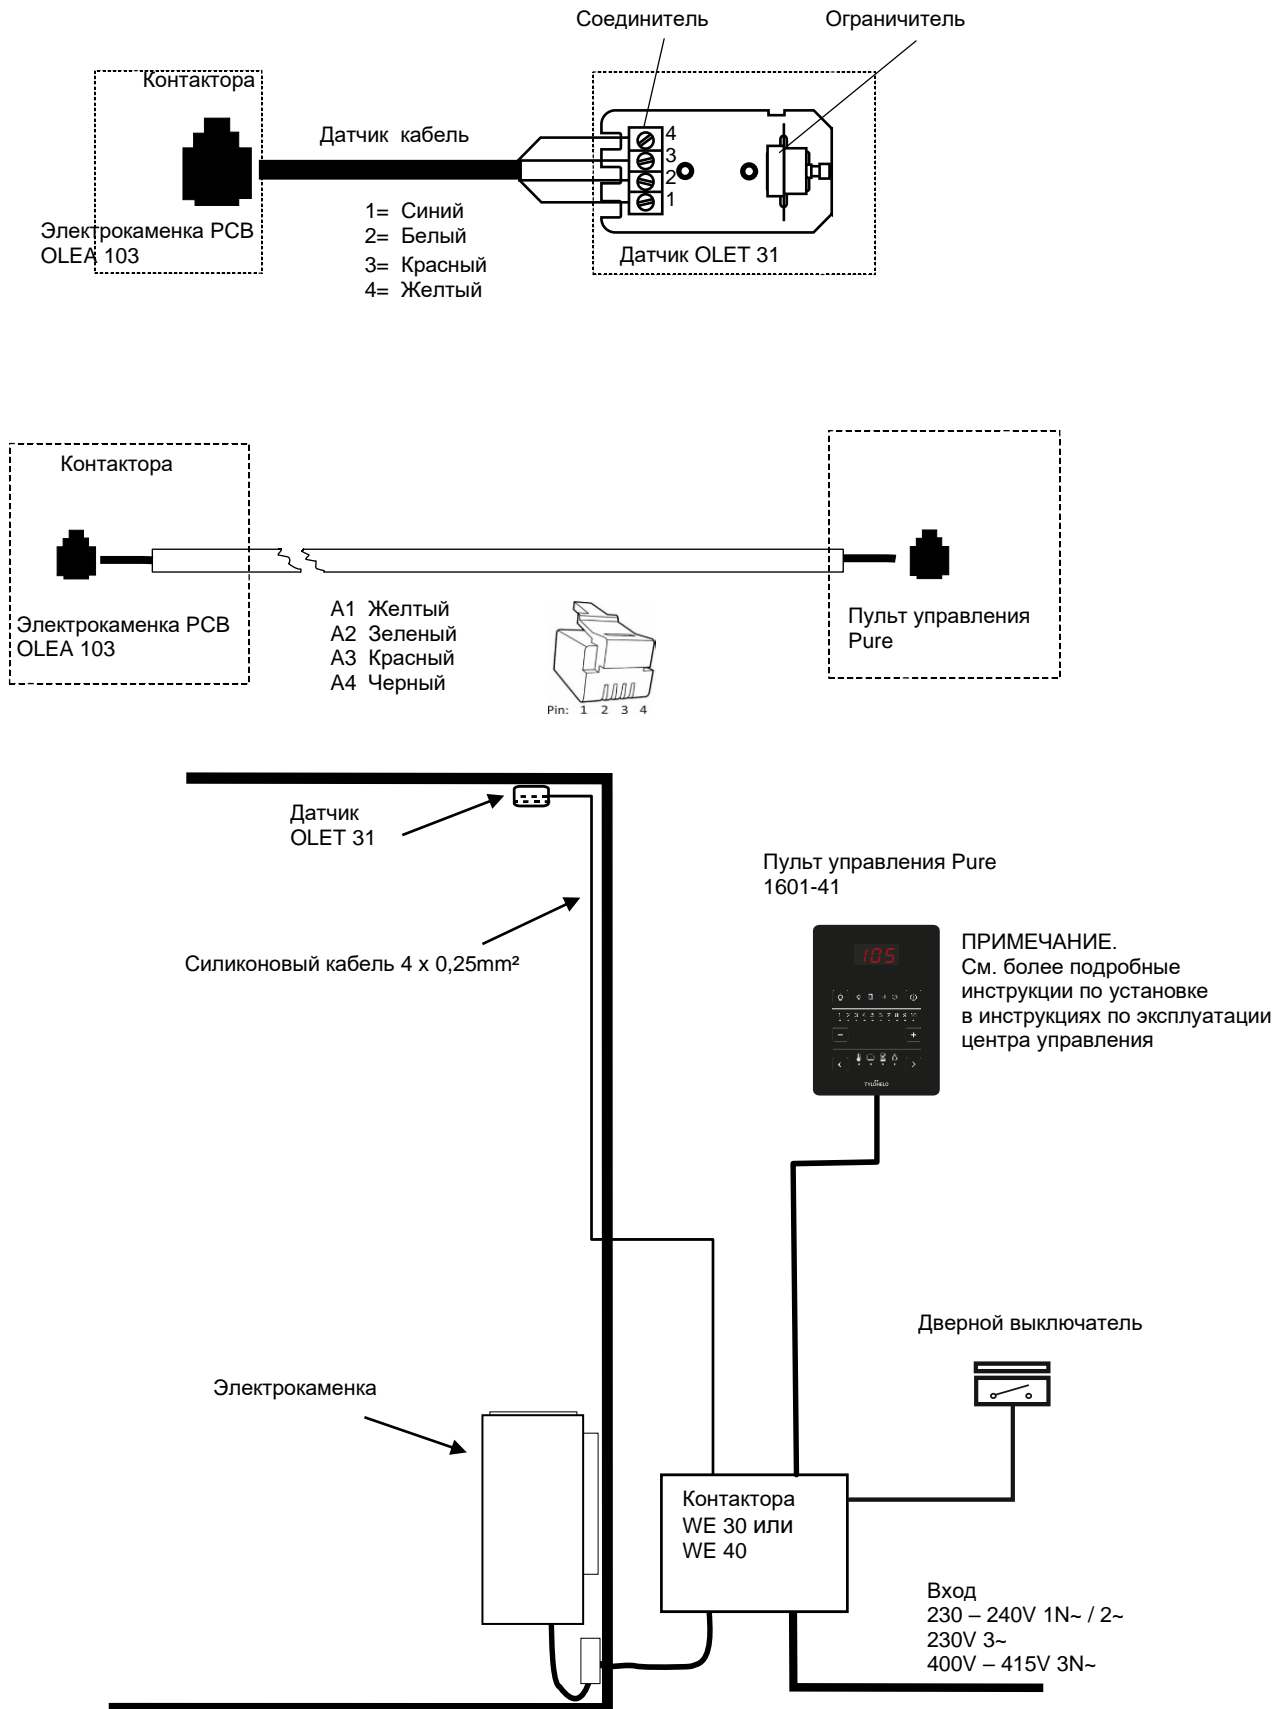 Соединитель
Ограничитель
Контактора
Датчик кабель
4
3
2
1
1= Синий
2= Белый
3= Красный
4= Желтый
Электрокаменка PCB
OLEA 103
Датчик OLET 31
Контактора
Электрокаменка PCB
OLEA 103
A1 Желтый
A2 Зеленый
A3 Красный
A4 Черный
Pin: 1 2 3 4
Пульт управления
Pure
Датчик
OLET 31
Силиконовый кабель 4 x 0,25mm²
Пульт управления Pure
1601-41
105
TYLÖHELO
ПРИМЕЧАНИЕ.
См. более подробные
инструкции по установке
в инструкциях по эксплуатации
центра управления
Дверной выключатель
Электрокаменка
Контактора
WE 30 или
WE 40
Вход
230 – 240V 1N~ / 2~
230V 3~
400V – 415V 3N~